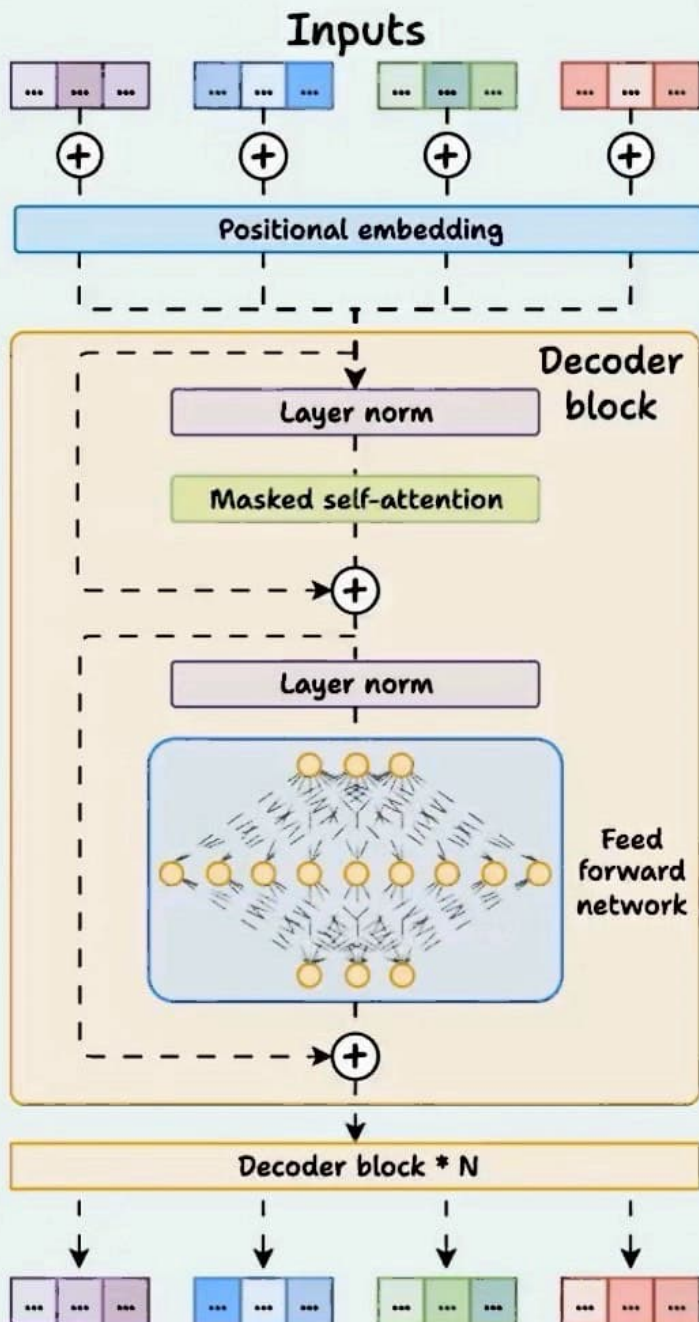 Inputs
... ... ... ... ... ... ... ... ... ... ... ...
+ + + +
Positional embedding
Decoder
block
Layer norm
Masked self-attention
+
Layer norm
Feed
forward
network
+
Decoder block * N
... ... ... ... ... ... ... ... ... ... ... ...